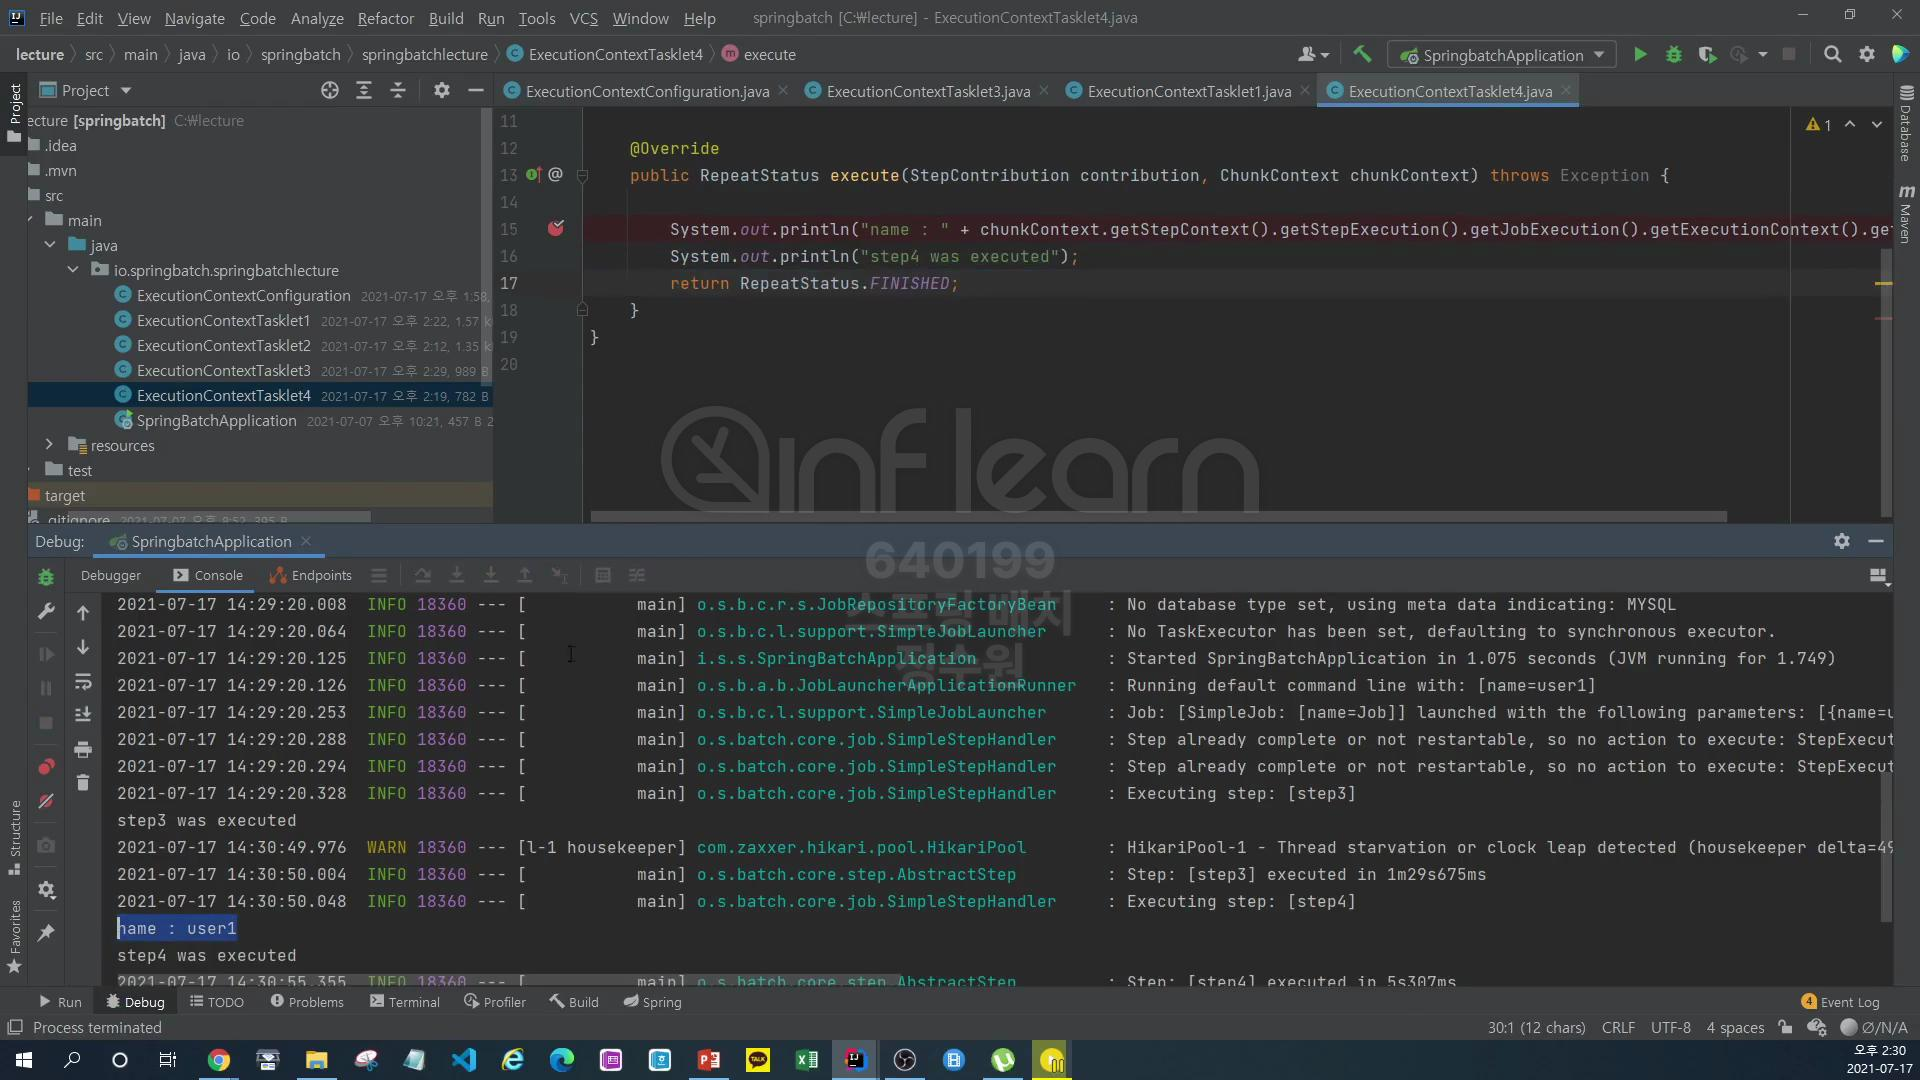 File Edit View Navigate Code Analyze Refactor Build Run Tools VCS Window Help springbatch [C:₩lecture] - ExecutionContextTasklet4.java
lecture src main java io springbatch springbatchlecture ExecutionContextTasklet4 execute SpringbatchApplication
Project
ExecutionContextConfiguration.java ExecutionContextTasklet3.java ExecutionContextTasklet1.java ExecutionContextTasklet4.java
ecture [springbatch] C:₩lecture
.idea
.mvn
src
main
java
io.springbatch.springbatchlecture
ExecutionContextConfiguration 2021-07-17 오후 1:58,
ExecutionContextTasklet1 2021-07-17 오후 2:22, 1.57 k
ExecutionContextTasklet2 2021-07-17 오후 2:12, 1.35 k
ExecutionContextTasklet3 2021-07-17 오후 2:29, 989 B
ExecutionContextTasklet4 2021-07-17 오후 2:19, 782 B
SpringBatchApplication 2021-07-07 오후 10:21, 457 B 2
resources
test
target
.gitignore 2021-07-07 오후 8:52, 395 B
11
12 @Override
13 public RepeatStatus execute(StepContribution contribution, ChunkContext chunkContext) throws Exception {
14
15 System.out.println("name : " + chunkContext.getStepContext().getStepExecution().getJobExecution().getExecutionContext().ge
16 System.out.println("step4 was executed");
17 return RepeatStatus.FINISHED;
18 }
19 }
20
1
Project
Structure
Favorites
Database
Maven
inflearn
640199
스프링 배치
정수원
Debug: SpringbatchApplication
Debugger Console Endpoints
2021-07-17 14:29:20.008 INFO 18360 --- [ main] o.s.b.c.r.s.JobRepositoryFactoryBean : No database type set, using meta data indicating: MYSQL
2021-07-17 14:29:20.064 INFO 18360 --- [ main] o.s.b.c.l.support.SimpleJobLauncher : No TaskExecutor has been set, defaulting to synchronous executor.
2021-07-17 14:29:20.125 INFO 18360 --- [ main] i.s.s.SpringBatchApplication : Started SpringBatchApplication in 1.075 seconds (JVM running for 1.749)
2021-07-17 14:29:20.126 INFO 18360 --- [ main] o.s.b.a.b.JobLauncherApplicationRunner : Running default command line with: [name=user1]
2021-07-17 14:29:20.253 INFO 18360 --- [ main] o.s.b.c.l.support.SimpleJobLauncher : Job: [SimpleJob: [name=Job]] launched with the following parameters: [{name=u
2021-07-17 14:29:20.288 INFO 18360 --- [ main] o.s.batch.core.job.SimpleStepHandler : Step already complete or not restartable, so no action to execute: StepExecut
2021-07-17 14:29:20.294 INFO 18360 --- [ main] o.s.batch.core.job.SimpleStepHandler : Step already complete or not restartable, so no action to execute: StepExecut
2021-07-17 14:29:20.328 INFO 18360 --- [ main] o.s.batch.core.job.SimpleStepHandler : Executing step: [step3]
step3 was executed
2021-07-17 14:30:49.976 WARN 18360 --- [l-1 housekeeper] com.zaxxer.hikari.pool.HikariPool : HikariPool-1 - Thread starvation or clock leap detected (housekeeper delta=49
2021-07-17 14:30:50.004 INFO 18360 --- [ main] o.s.batch.core.step.AbstractStep : Step: [step3] executed in 1m29s675ms
2021-07-17 14:30:50.048 INFO 18360 --- [ main] o.s.batch.core.job.SimpleStepHandler : Executing step: [step4]
name : user1
step4 was executed
2021-07-17 14:30:55.355 INFO 18360 --- [ main] o.s.batch.core.step.AbstractStep : Step: [step4] executed in 5s307ms
Run Debug TODO Problems Terminal Profiler Build Spring 4 Event Log
Process terminated 30:1 (12 chars) CRLF UTF-8 4 spaces Ø/N/A
TALK
오후 2:30
2021-07-17